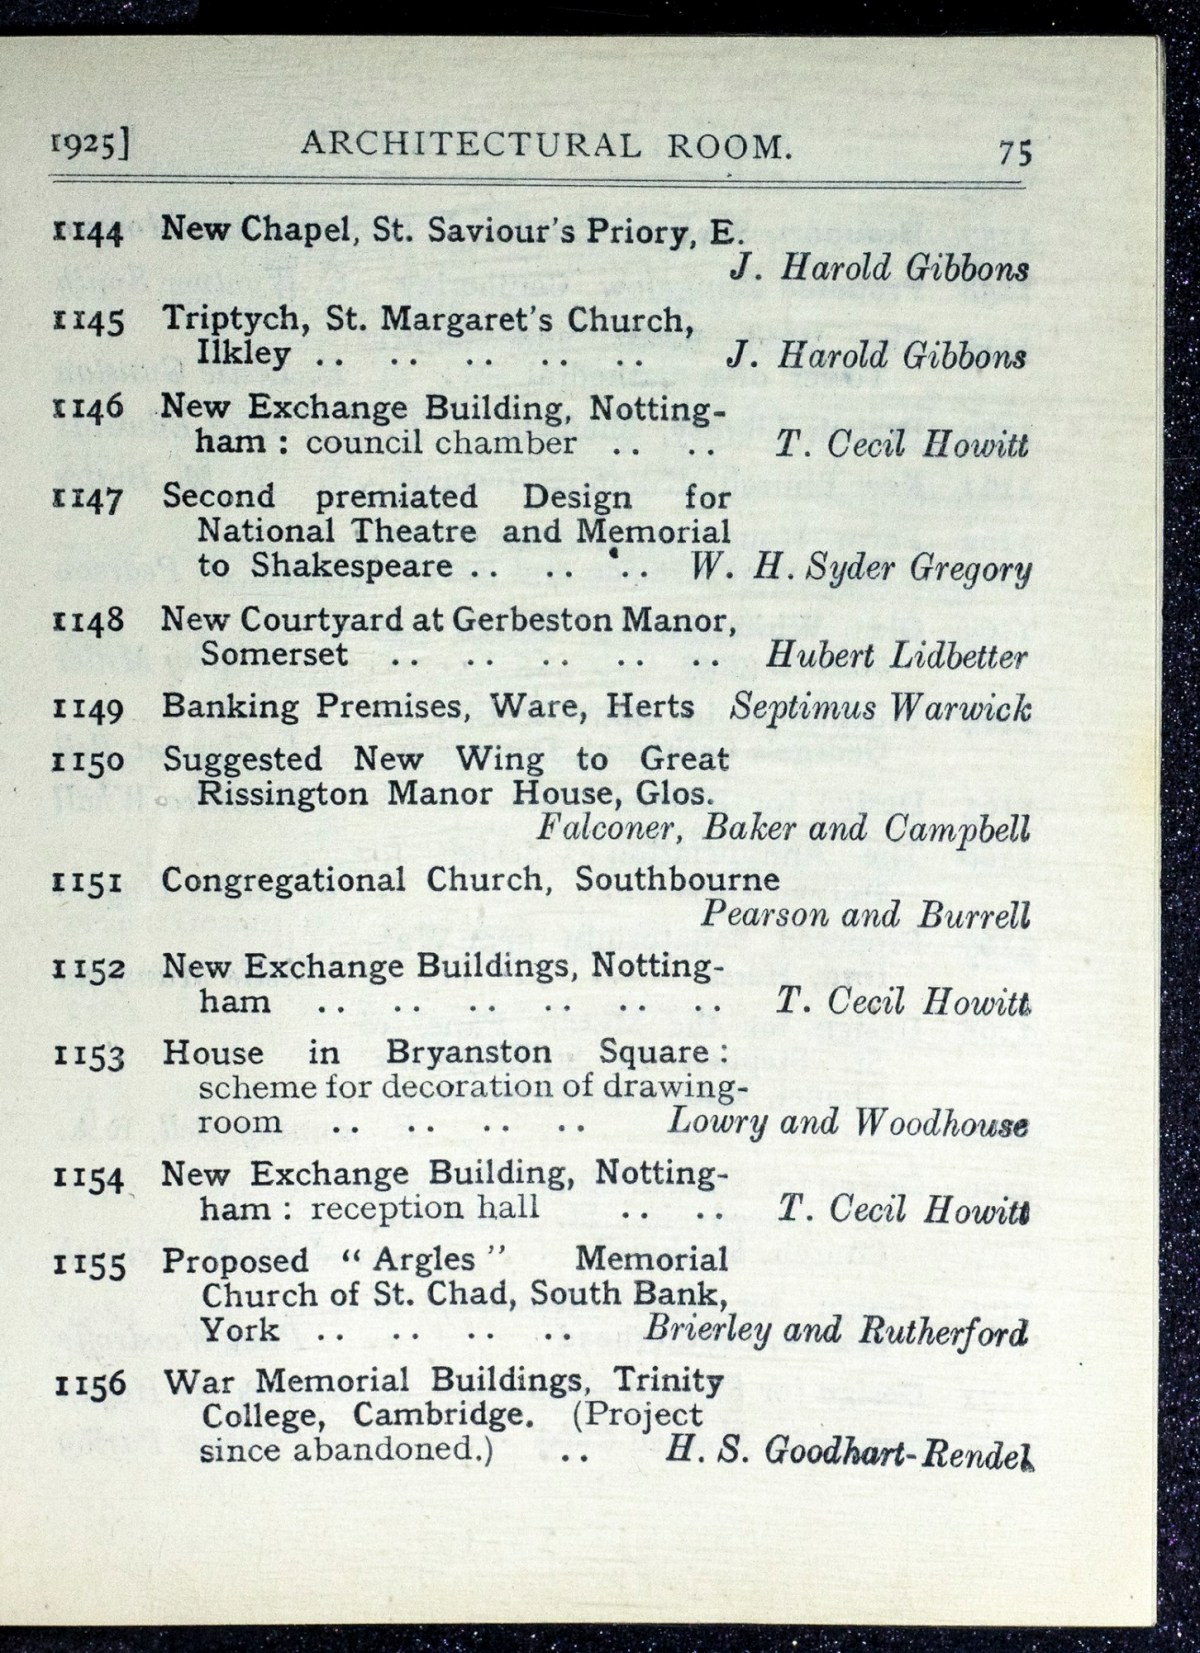 1925] ARCHITECTURAL ROOM. 75
1144 New Chapel, St. Saviour's Priory, E.
J. Harold Gibbons
1145 Triptych, St. Margaret's Church,
Ilkley .. .. .. .. .. J. Harold Gibbons
1146 New Exchange Building, Notting-
ham : council chamber .. .. T. Cecil Howitt
1147 Second premiated Design for
National Theatre and Memorial
to Shakespeare .. .. .. W. H. Syder Gregory
1148 New Courtyard at Gerbeston Manor,
Somerset .. .. .. .. .. Hubert Lidbetter
1149 Banking Premises, Ware, Herts Septimus Warwick
1150 Suggested New Wing to Great
Rissington Manor House, Glos.
Falconer, Baker and Campbell
1151 Congregational Church, Southbourne
Pearson and Burrell
1152 New Exchange Buildings, Notting-
ham .. .. .. .. .. .. T. Cecil Howitt
1153 House in Bryanston Square :
scheme for decoration of drawing-
room .. .. .. .. Lowry and Woodhouse
1154 New Exchange Building, Notting-
ham : reception hall .. .. T. Cecil Howitt
1155 Proposed “ Argles ” Memorial
Church of St. Chad, South Bank,
York .. .. .. .. Brierley and Rutherford
1156 War Memorial Buildings, Trinity
College, Cambridge. (Project
since abandoned.) .. H. S. Goodhart-Rendel